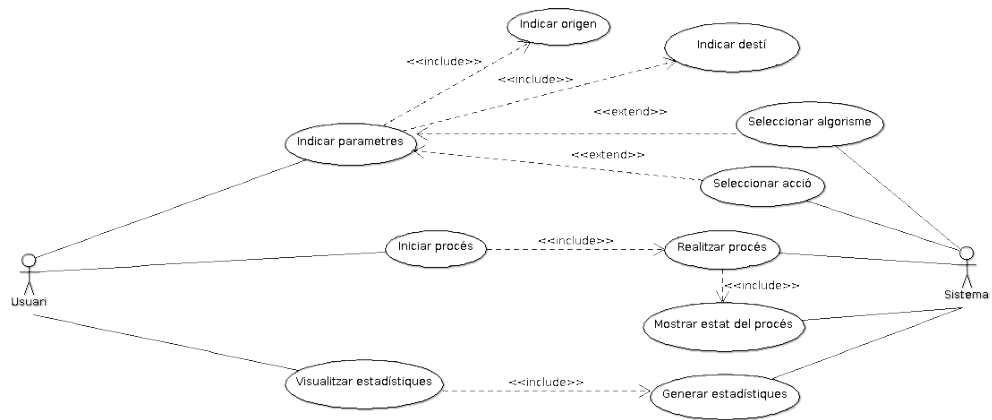 Indicar origen
Indicar destí
<<include>>
<<include>>
<<extend>>
Seleccionar algorisme
Indicar parametres
<<extend>>
Seleccionar acció
Iniciar procés
<<include>>
Realitzar procés
<<include>>
Usuari
Sistema
Mostrar estat del procés
Visualitzar estadístiques
<<include>>
Generar estadístiques